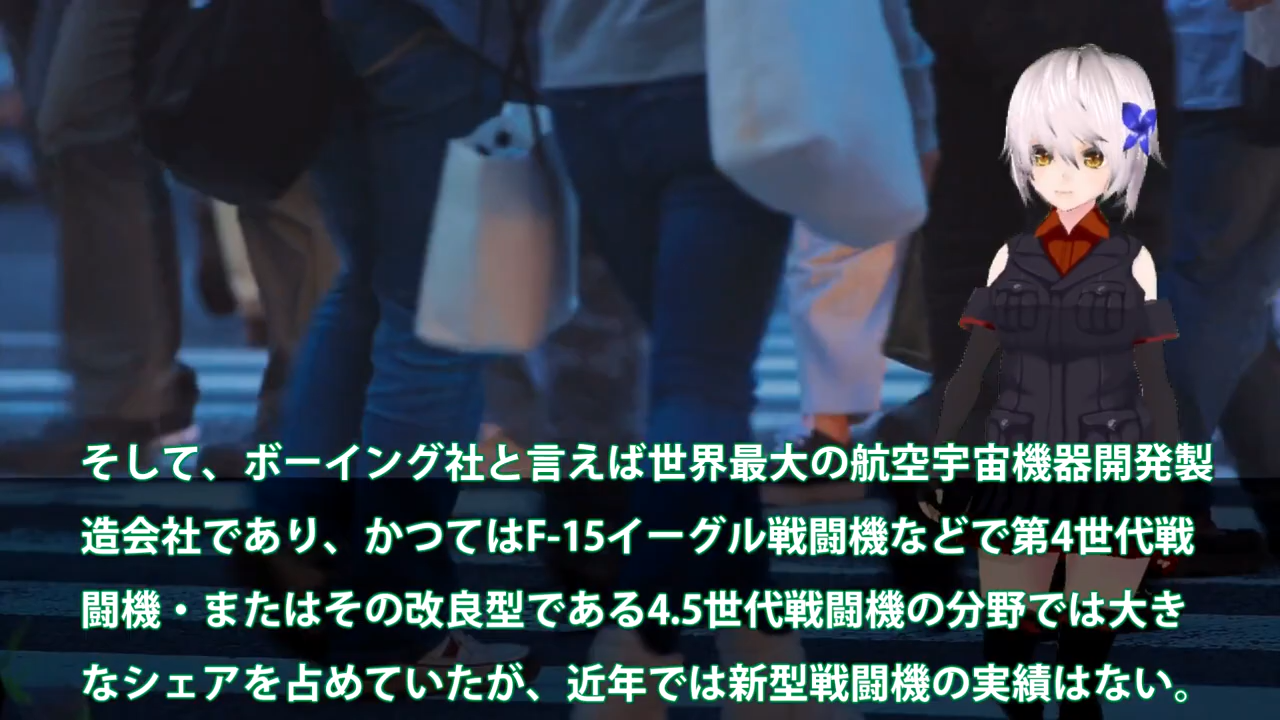 そして、ボーイング社と言えば世界最大の航空宇宙機器開発製
造会社であり、かつてはF-15イーグル戦闘機などで第4世代戦
闘機・またはその改良型である4.5世代戦闘機の分野では大き
なシェアを占めていたが、近年では新型戦闘機の実績はない。